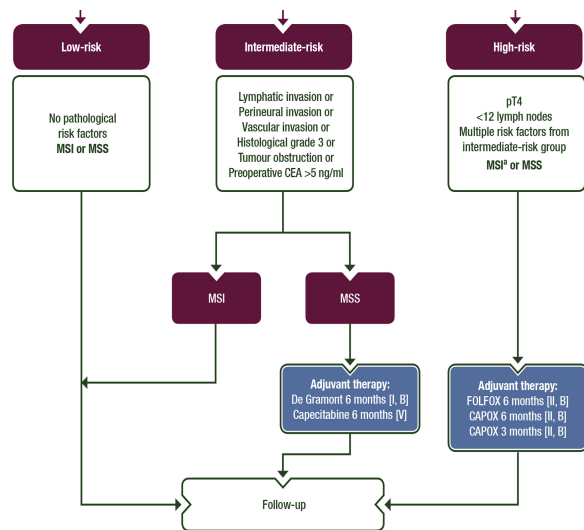 Low-risk
Intermediate-risk
High-risk
No pathological
risk factors
MSI or MSS
Lymphatic invasion or
Perineural invasion or
Vascular invasion or
Histological grade 3 or
Tumour obstruction or
Preoperative CEA >5 ng/ml
pT4
<12 lymph nodes
Multiple risk factors from
intermediate-risk group
MSIᵃ or MSS
MSI
MSS
Adjuvant therapy:
De Gramont 6 months [I, B]
Capecitabine 6 months [V]
Adjuvant therapy:
FOLFOX 6 months [II, B]
CAPOX 6 months [II, B]
CAPOX 3 months [II, B]
Follow-up